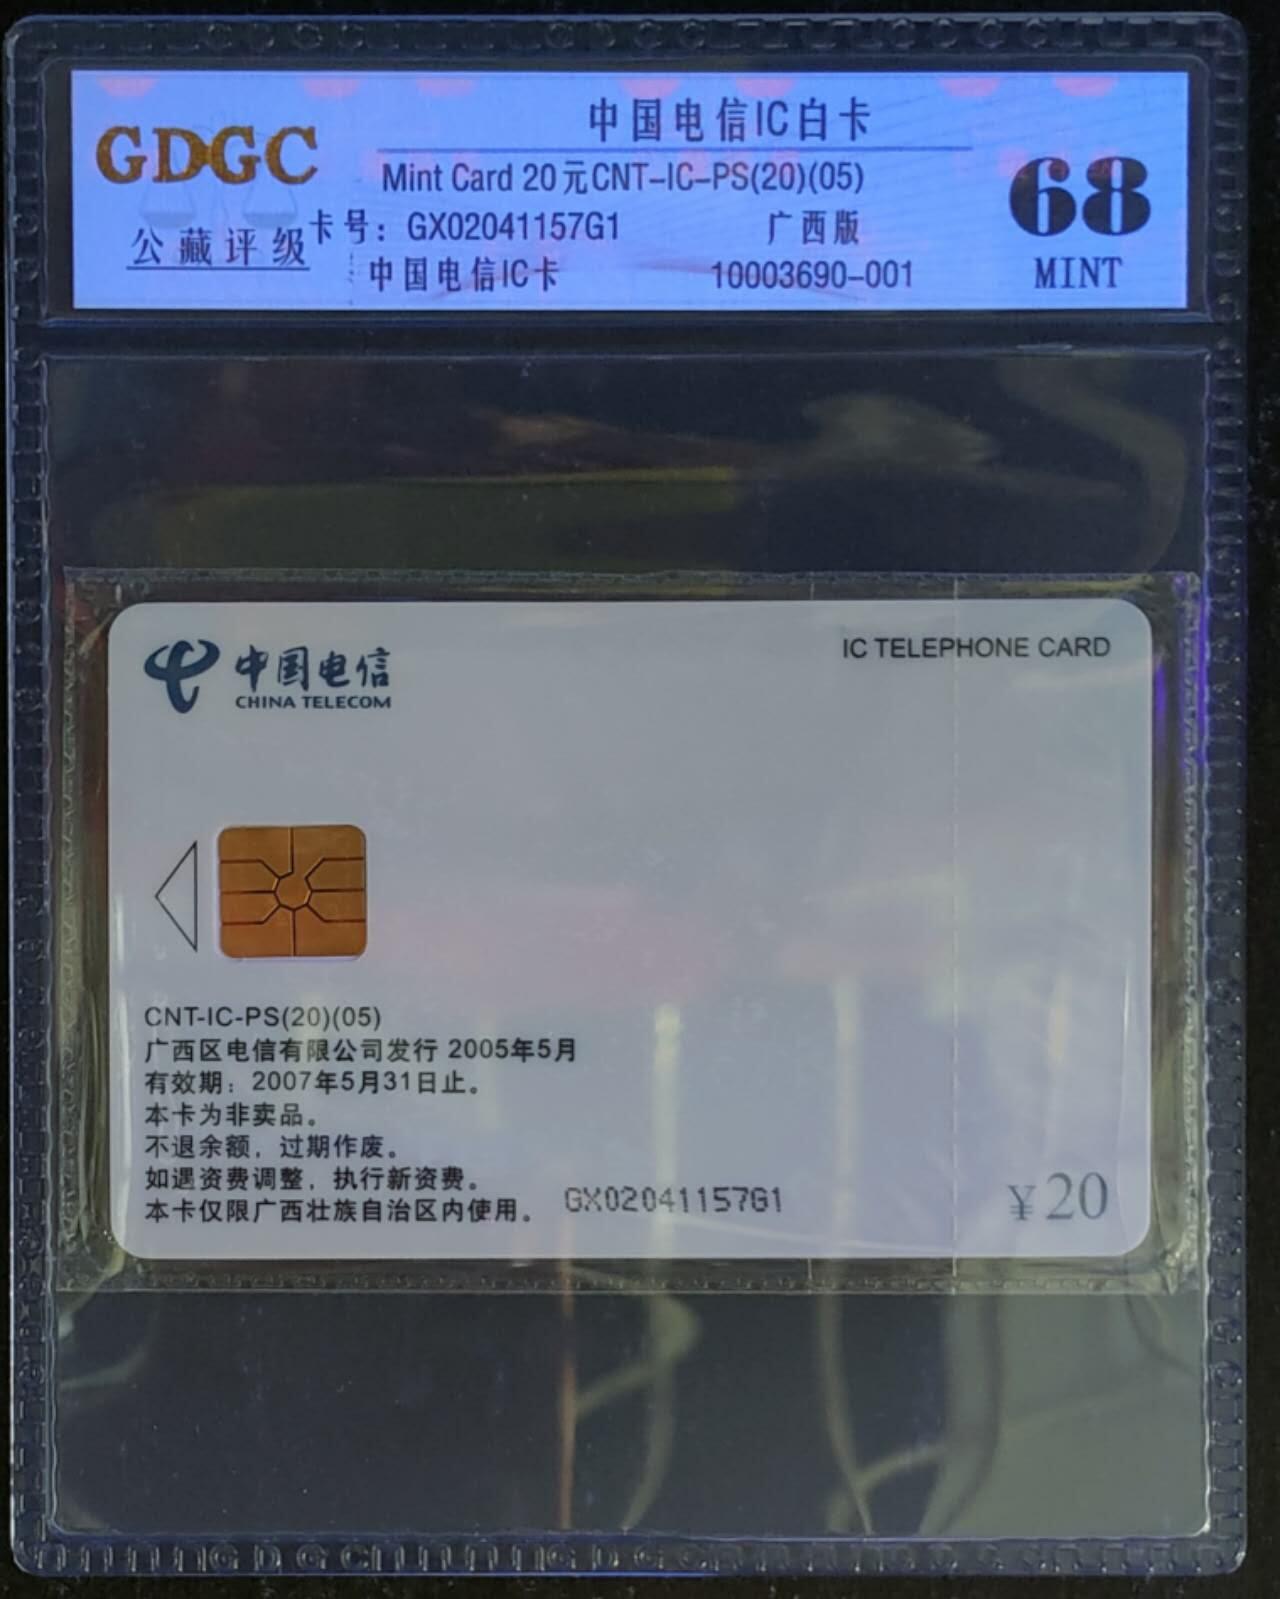 中国电信IC白卡
GDGC
Mint Card 20元CNT-IC-PS(20)(05)
68
卡号：GX02041157G1 广西版
公藏评级
中国电信IC卡 10003690-001
MINT
中国电信
CHINA TELECOM
IC TELEPHONE CARD
CNT-IC-PS(20)(05)
广西区电信有限公司发行 2005年5月
有效期：2007年5月31日止。
本卡为非卖品。
不退余额，过期作废。
如遇资费调整，执行新资费。
本卡仅限广西壮族自治区内使用。
GX02041157G1
¥20